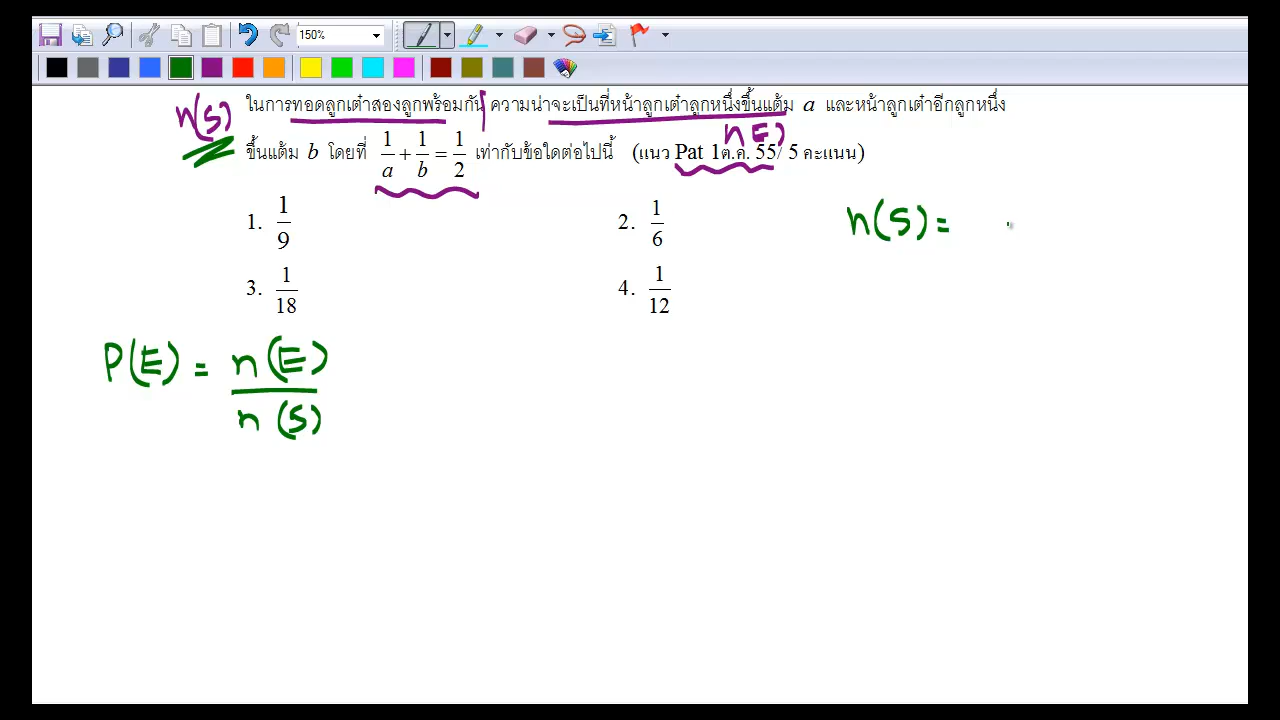 150%
ในการทอดลูกเต๋าสองลูกพร้อมกัน ความน่าจะเป็นที่หน้าลูกเต๋าลูกหนึ่งขึ้นแต้ม a และหน้าลูกเต๋าอีกลูกหนึ่ง
n(S)
n(E)
ขึ้นแต้ม b โดยที่ 1/a + 1/b = 1/2 เท่ากับข้อใดต่อไปนี้ (แนว Pat 1ต.ค. 55/ 5 คะแนน)
1. 1/9 2. 1/6
n(S) =
3. 1/18 4. 1/12
P(E) = n(E)/n(S)